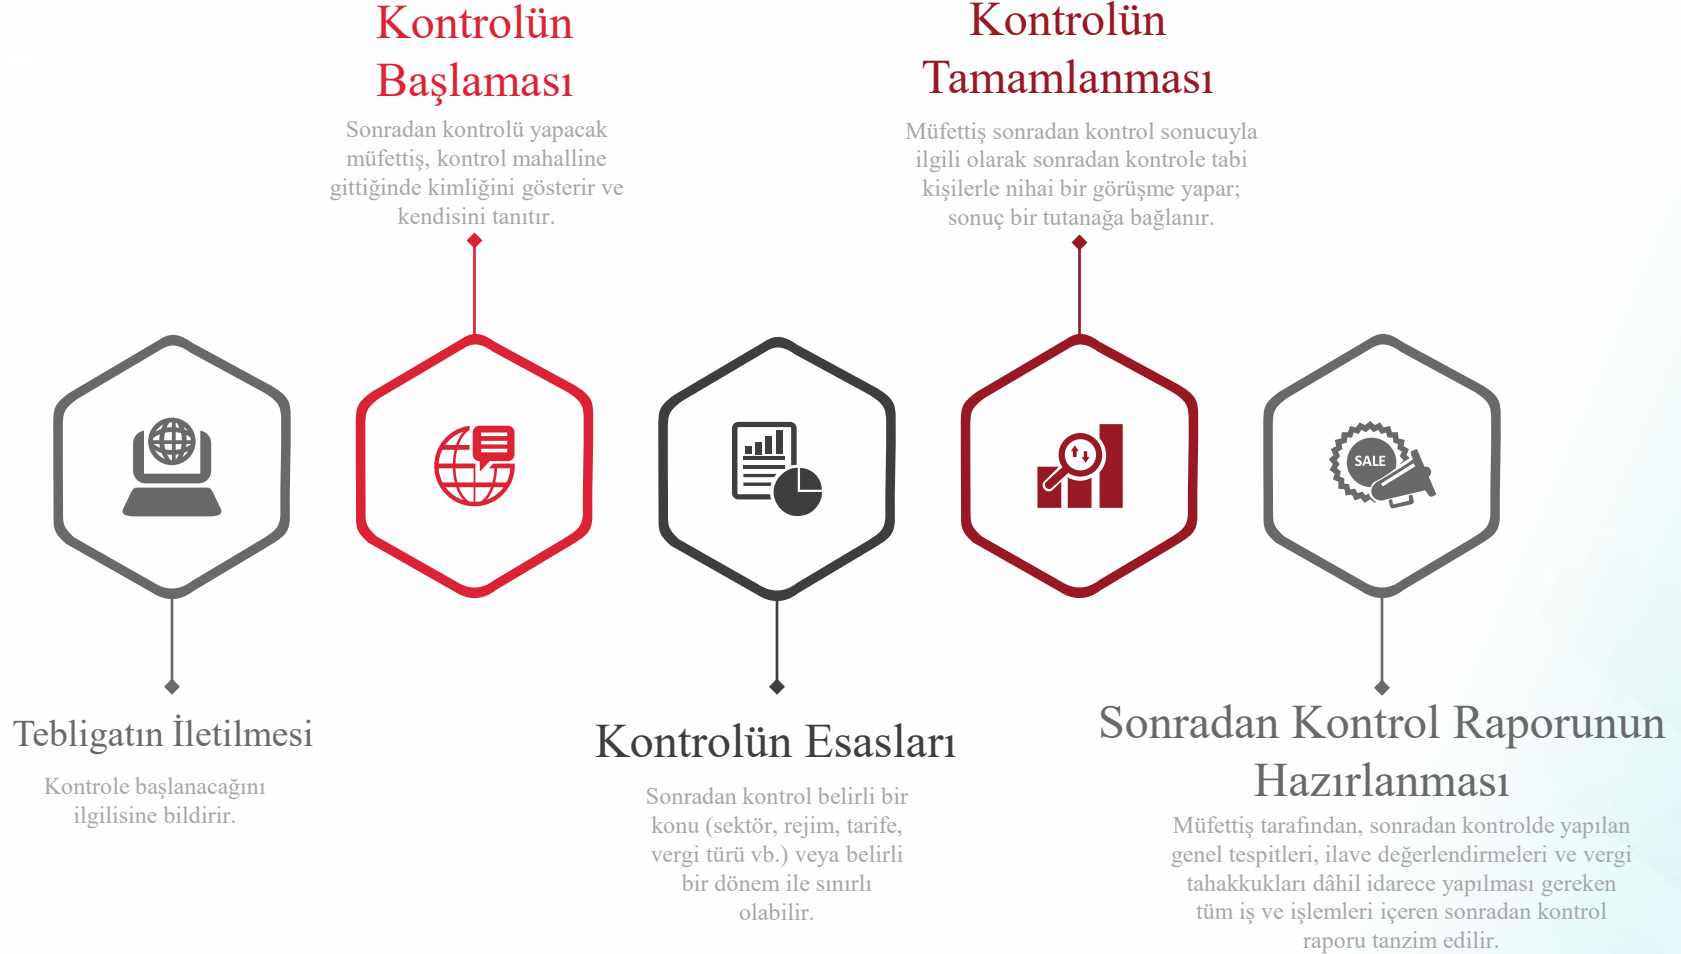 Kontrolün
Başlaması
Sonradan kontrolü yapacak
müfettiş, kontrol mahalline
gittiğinde kimliğini gösterir ve
kendisini tanıtır.
Kontrolün
Tamamlanması
Müfettiş sonradan kontrol sonucuyla
ilgili olarak sonradan kontrole tabi
kişilerle nihai bir görüşme yapar;
sonuç bir tutanağa bağlanır.
SALE
Tebligatın İletilmesi
Kontrole başlanacağını
ilgilisine bildirir.
Kontrolün Esasları
Sonradan kontrol belirli bir
konu (sektör, rejim, tarife,
vergi türü vb.) veya belirli
bir dönem ile sınırlı
olabilir.
Sonradan Kontrol Raporunun
Hazırlanması
Müfettiş tarafından, sonradan kontrolde yapılan
genel tespitleri, ilave değerlendirmeleri ve vergi
tahakkukları dâhil idarece yapılması gereken
tüm iş ve işlemleri içeren sonradan kontrol
raporu tanzim edilir.